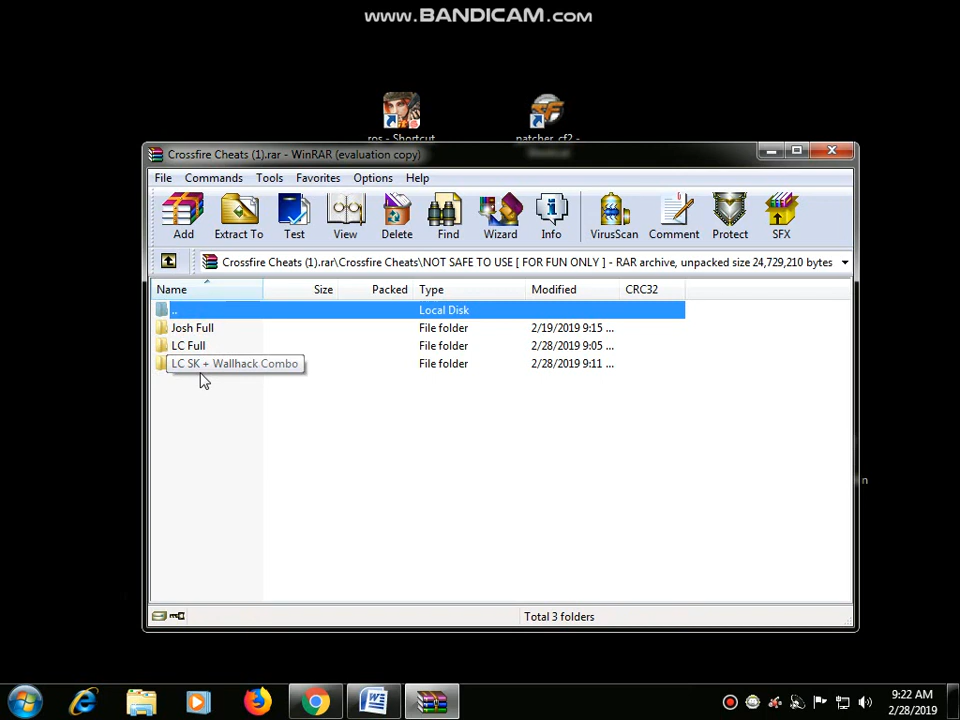 www.BANDICAM.com
ros - Shortcut
patcher_cf2 -
Crossfire Cheats (1).rar - WinRAR (evaluation copy)
File Commands Tools Favorites Options Help
Add Extract To Test View Delete Find Wizard Info VirusScan Comment Protect SFX
Crossfire Cheats (1).rar\Crossfire Cheats\NOT SAFE TO USE [ FOR FUN ONLY ] - RAR archive, unpacked size 24,729,210 bytes
Name Size Packed Type Modified CRC32
.. Local Disk
Josh Full File folder 2/19/2019 9:15 ...
LC Full File folder 2/28/2019 9:05 ...
LC SK + Wallhack Combo File folder 2/28/2019 9:11 ...
Total 3 folders
9:22 AM
2/28/2019